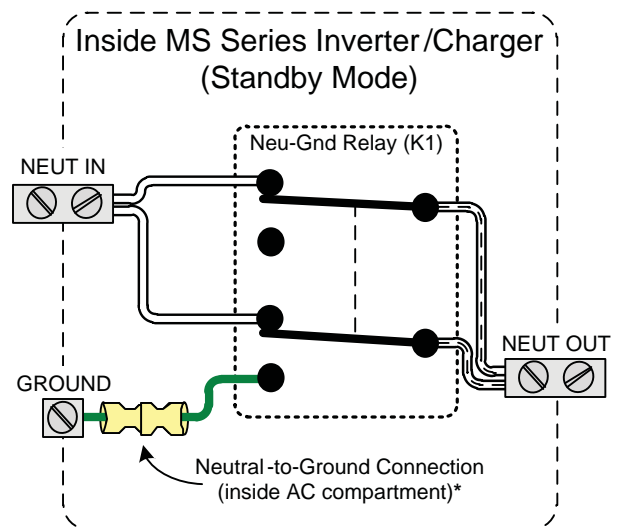 Inside MS Series Inverter/Charger
(Standby Mode)
Neu-Gnd Relay (K1)
NEUT IN
NEUT OUT
GROUND
Neutral-to-Ground Connection
(inside AC compartment)*